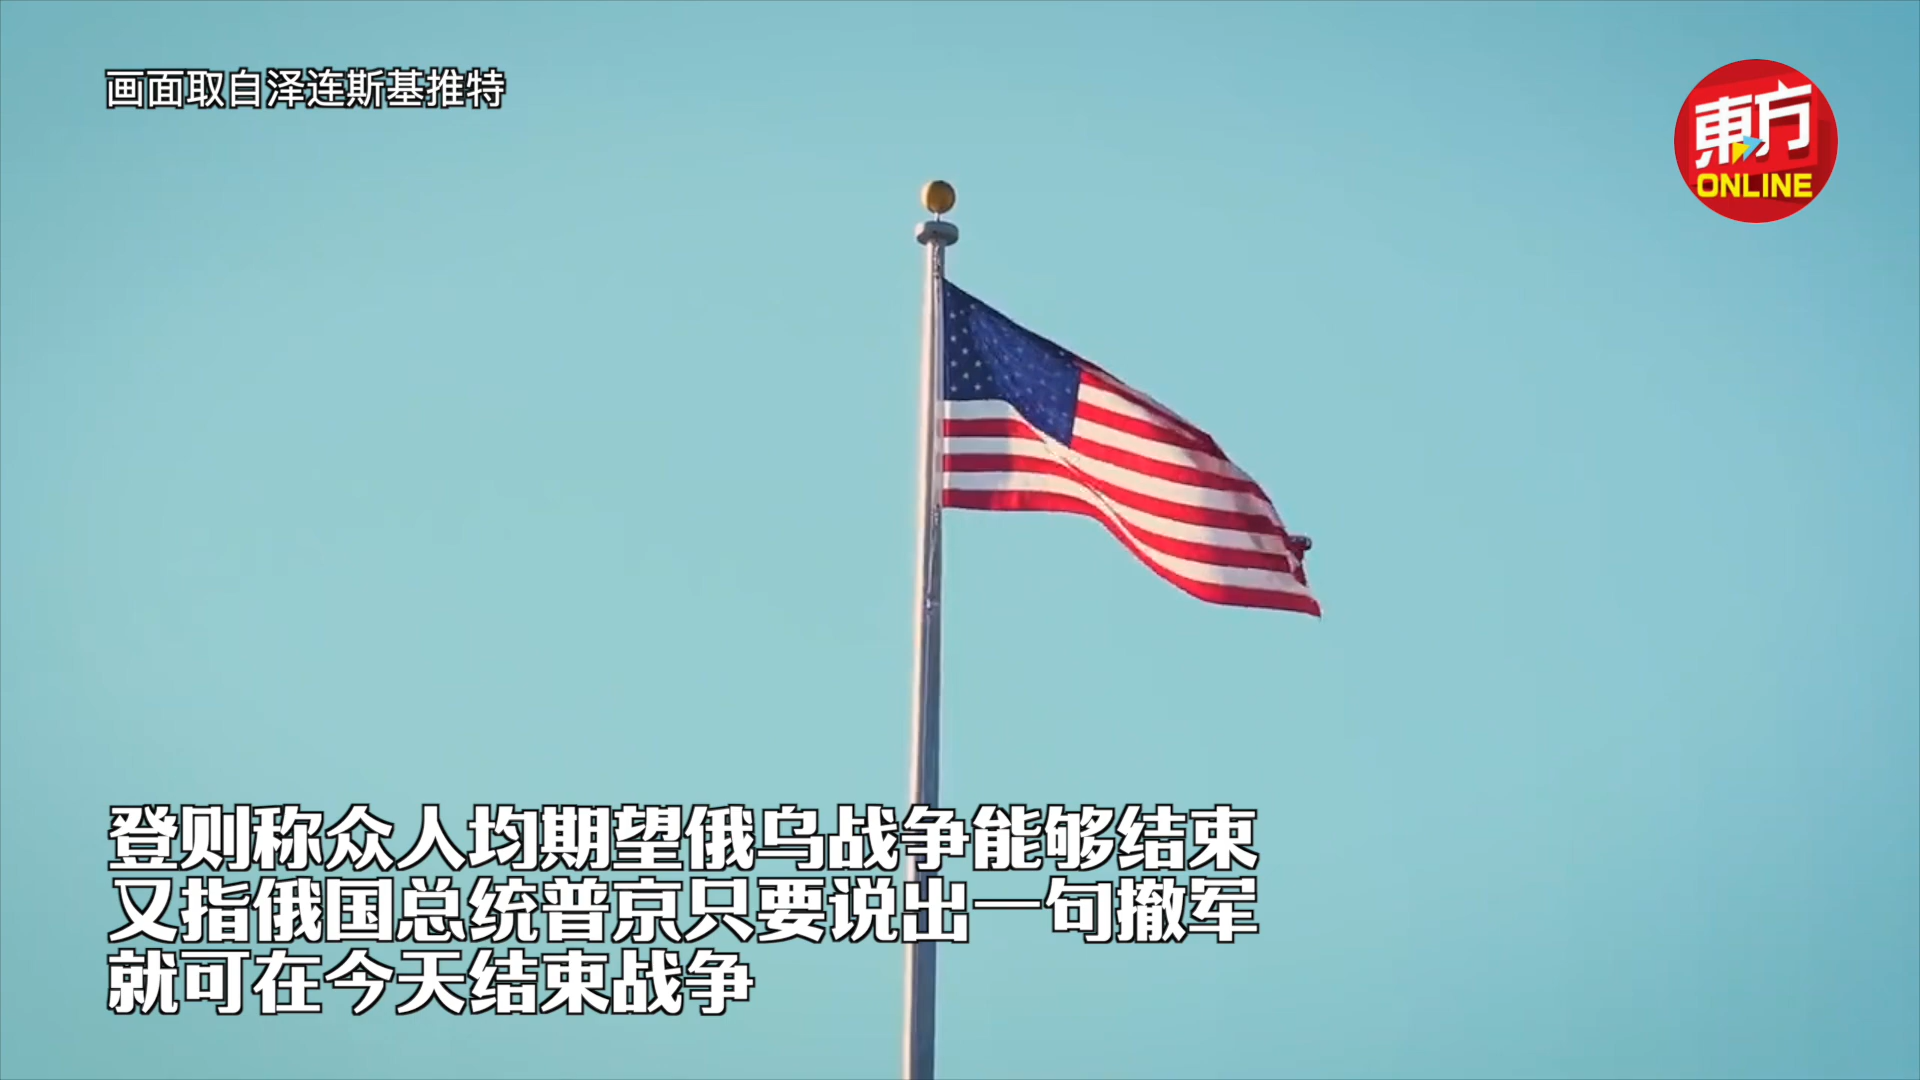 画面取自泽连斯基推特
東方
ONLINE
登则称众人均期望俄乌战争能够结束
又指俄国总统普京只要说出一句撤军
就可在今天结束战争